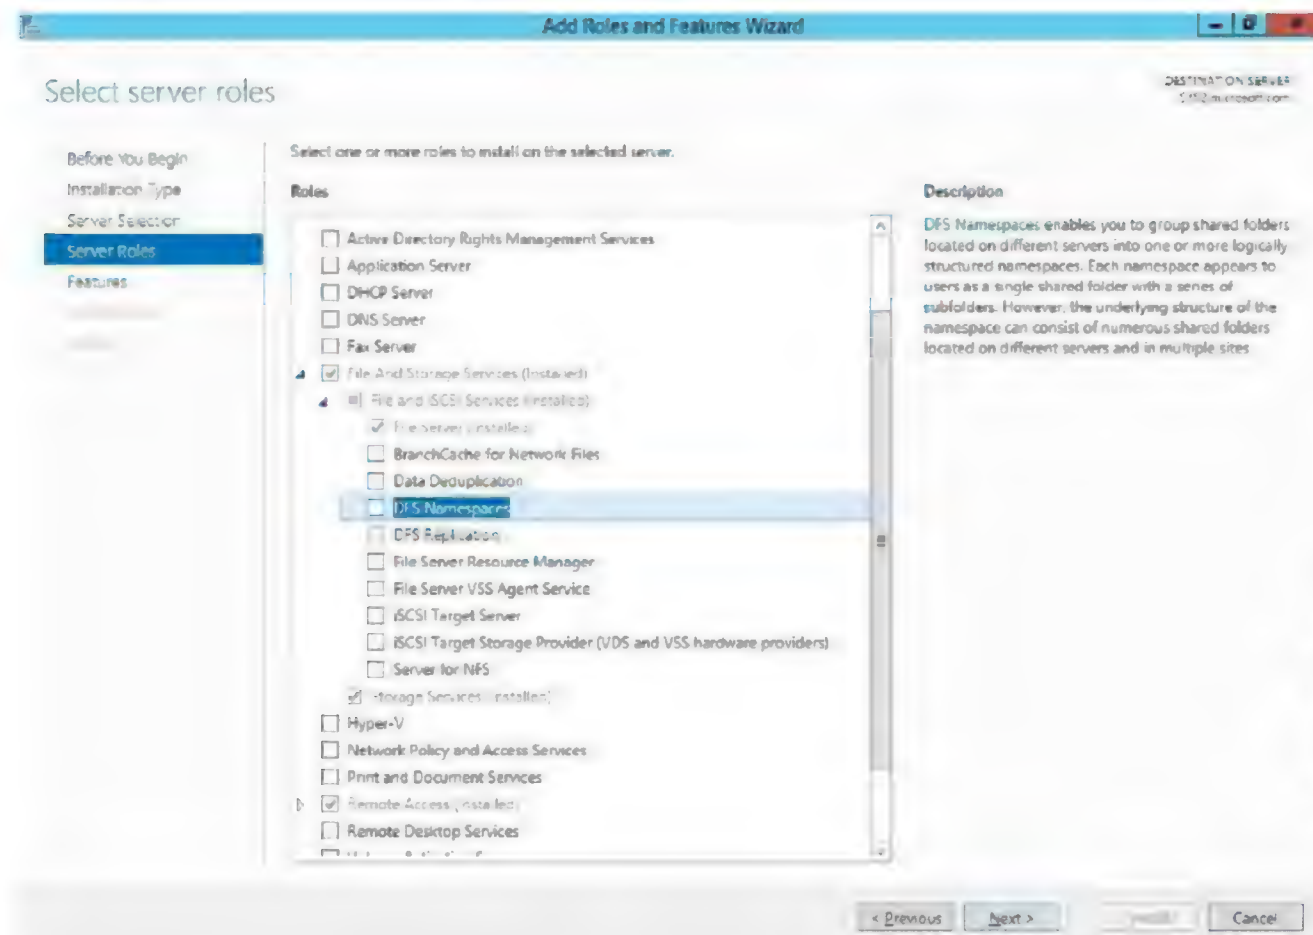 Add Roles and Features Wizard
Select server roles
DESTINATION SERVER
Before You Begin
Installation Type
Server Selection
Server Roles
Features
Select one or more roles to install on the selected server.
Roles
Active Directory Rights Management Services
Application Server
DHCP Server
DNS Server
Fax Server
File And Storage Services (Installed)
File and iSCSI Services (Installed)
File Server (Installed)
BranchCache for Network Files
Data Deduplication
DFS Namespaces
DFS Replication
File Server Resource Manager
File Server VSS Agent Service
iSCSI Target Server
iSCSI Target Storage Provider (VDS and VSS hardware providers)
Server for NFS
Storage Services (Installed)
Hyper-V
Network Policy and Access Services
Print and Document Services
Remote Access (Installed)
Remote Desktop Services
Description
DFS Namespaces enables you to group shared folders
located on different servers into one or more logically
structured namespaces. Each namespace appears to
users as a single shared folder with a series of
subfolders. However, the underlying structure of the
namespace can consist of numerous shared folders
located on different servers and in multiple sites
< Previous
Next >
Install
Cancel